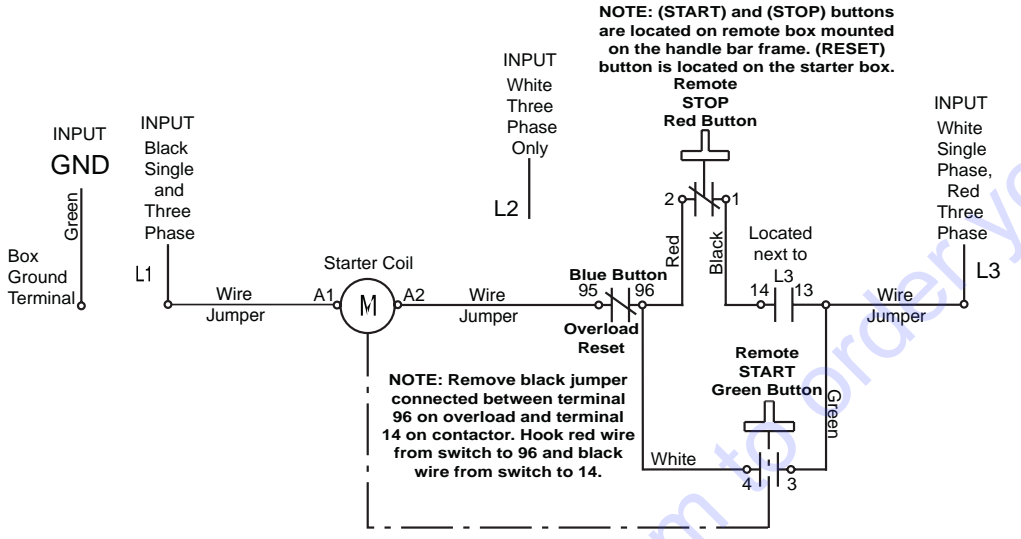 NOTE: (START) and (STOP) buttons
are located on remote box mounted
on the handle bar frame. (RESET)
button is located on the starter box.
Remote
STOP
Red Button
INPUT
GND
Green
Box
Ground
Terminal
INPUT
Black
Single
and
Three
Phase
L1
INPUT
White
Three
Phase
Only
L2
INPUT
White
Single
Phase,
Red
Three
Phase
L3
2
1
Red
Black
Located
next to
L3
14
13
Wire
Jumper
Starter Coil
A1
M
A2
Wire
Jumper
Blue Button
95
96
Overload
Reset
Wire
Jumper
Remote
START
Green Button
Green
White
4
3
NOTE: Remove black jumper
connected between terminal
96 on overload and terminal
14 on contactor. Hook red wire
from switch to 96 and black
wire from switch to 14.
m to order yo